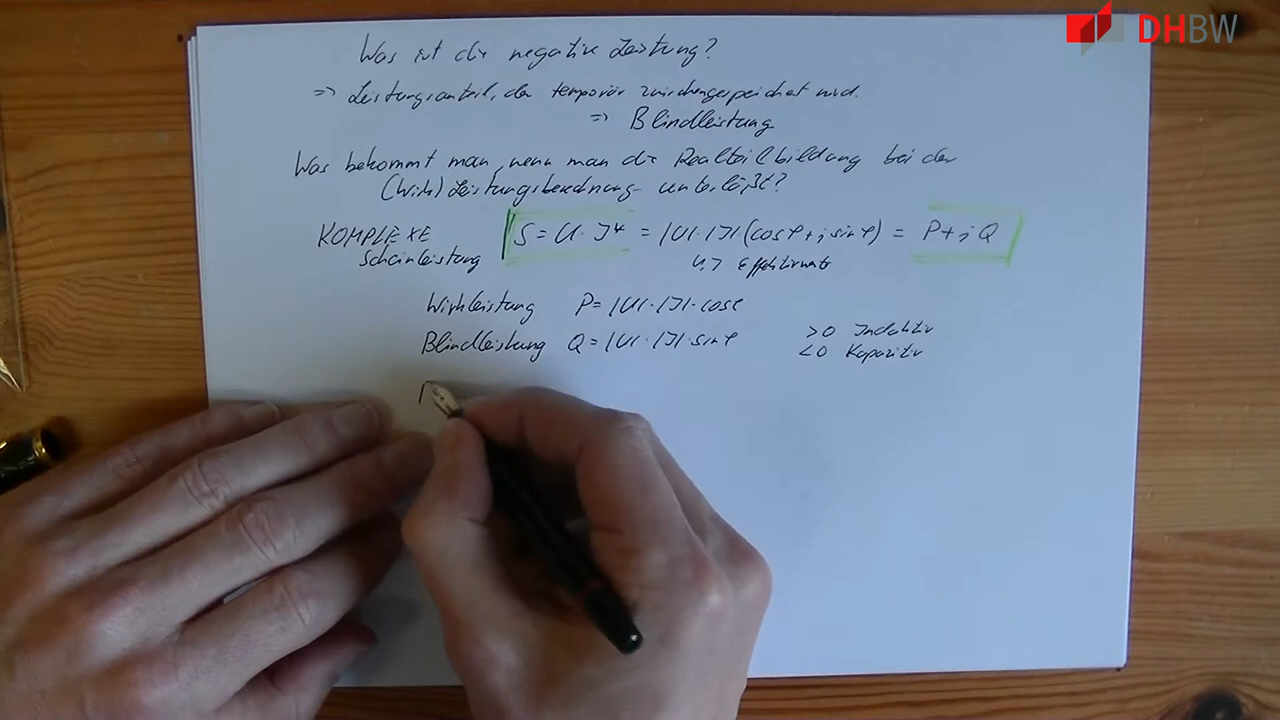 DHBW
Was ist die negative Leistung?
=> Leistungsanteil, der temporär zwischengespeichert wird.
=> Blindleistung
Was bekommt man, wenn man die Realteilbildung bei der
(Wirk) Leistungsberechnung unterläßt?
KOMPLEXE S = U · I* = |U|·|I| (cos φ + j sin φ) = P + j Q
Scheinleistung Effektivwerte
Wirkleistung P = |U|·|I|·cos φ
Blindleistung Q = |U|·|I|·sin φ >0 Induktiv
<0 Kapazitiv